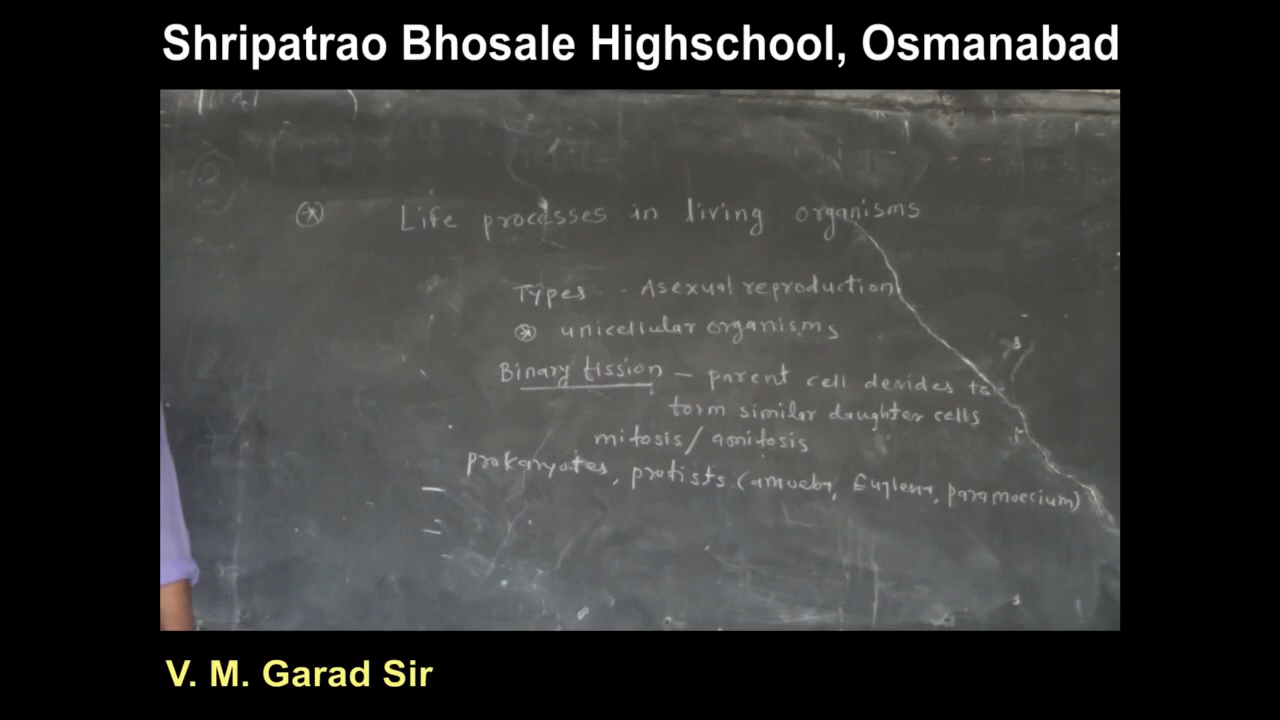 Shripatrao Bhosale Highschool, Osmanabad
Life processes in living organisms
Types - Asexual reproduction
unicellular organisms
Binary fission – parent cell devides to
form similar daughter cells
mitosis / amitosis
prokaryotes, protists (amoeba, Euglena, paramoecium)
V. M. Garad Sir